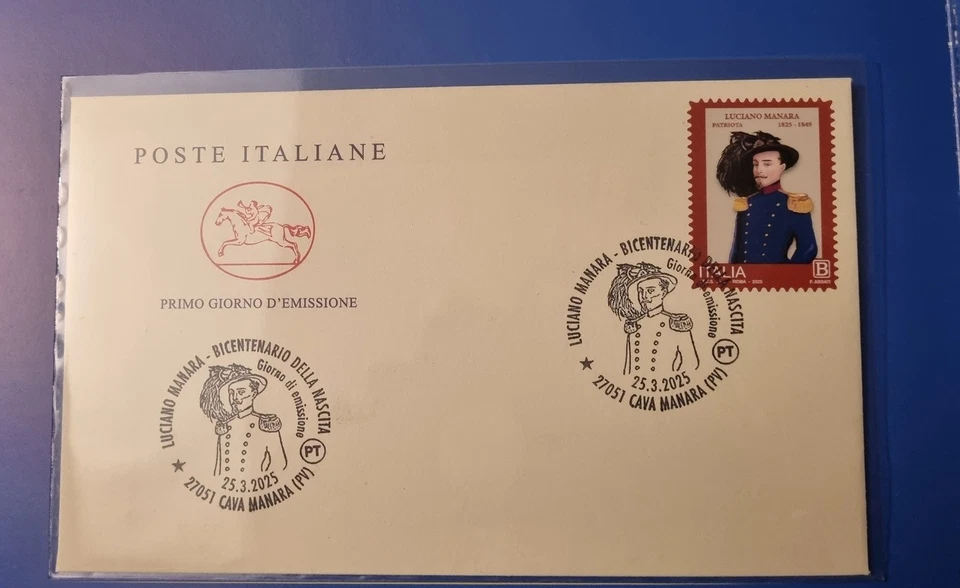 POSTE ITALIANE
PRIMO GIORNO D'EMISSIONE
LUCIANO MANARA
PATRIOTA 1825 - 1849
ITALIA B
ROMA - 2025
LUCIANO MANARA - BICENTENARIO DELLA NASCITA
Giorno di emissione
PT
25.3.2025
27051 CAVA MANARA (PV)
LUCIANO MANARA - BICENTENARIO DELLA NASCITA
Giorno di emissione
PT
25.3.2025
27051 CAVA MANARA (PV)